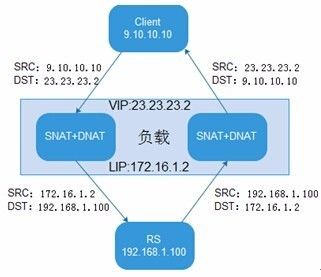 Client
9.10.10.10
SRC: 9.10.10.10
DST: 23.23.23.2
SRC: 23.23.23.2
DST: 9.10.10.10
VIP:23.23.23.2
SNAT+DNAT
负载
SNAT+DNAT
LIP:172.16.1.2
SRC: 172.16.1.2
DST: 192.168.1.100
SRC: 192.168.1.100
DST: 172.16.1.2
RS
192.168.1.100